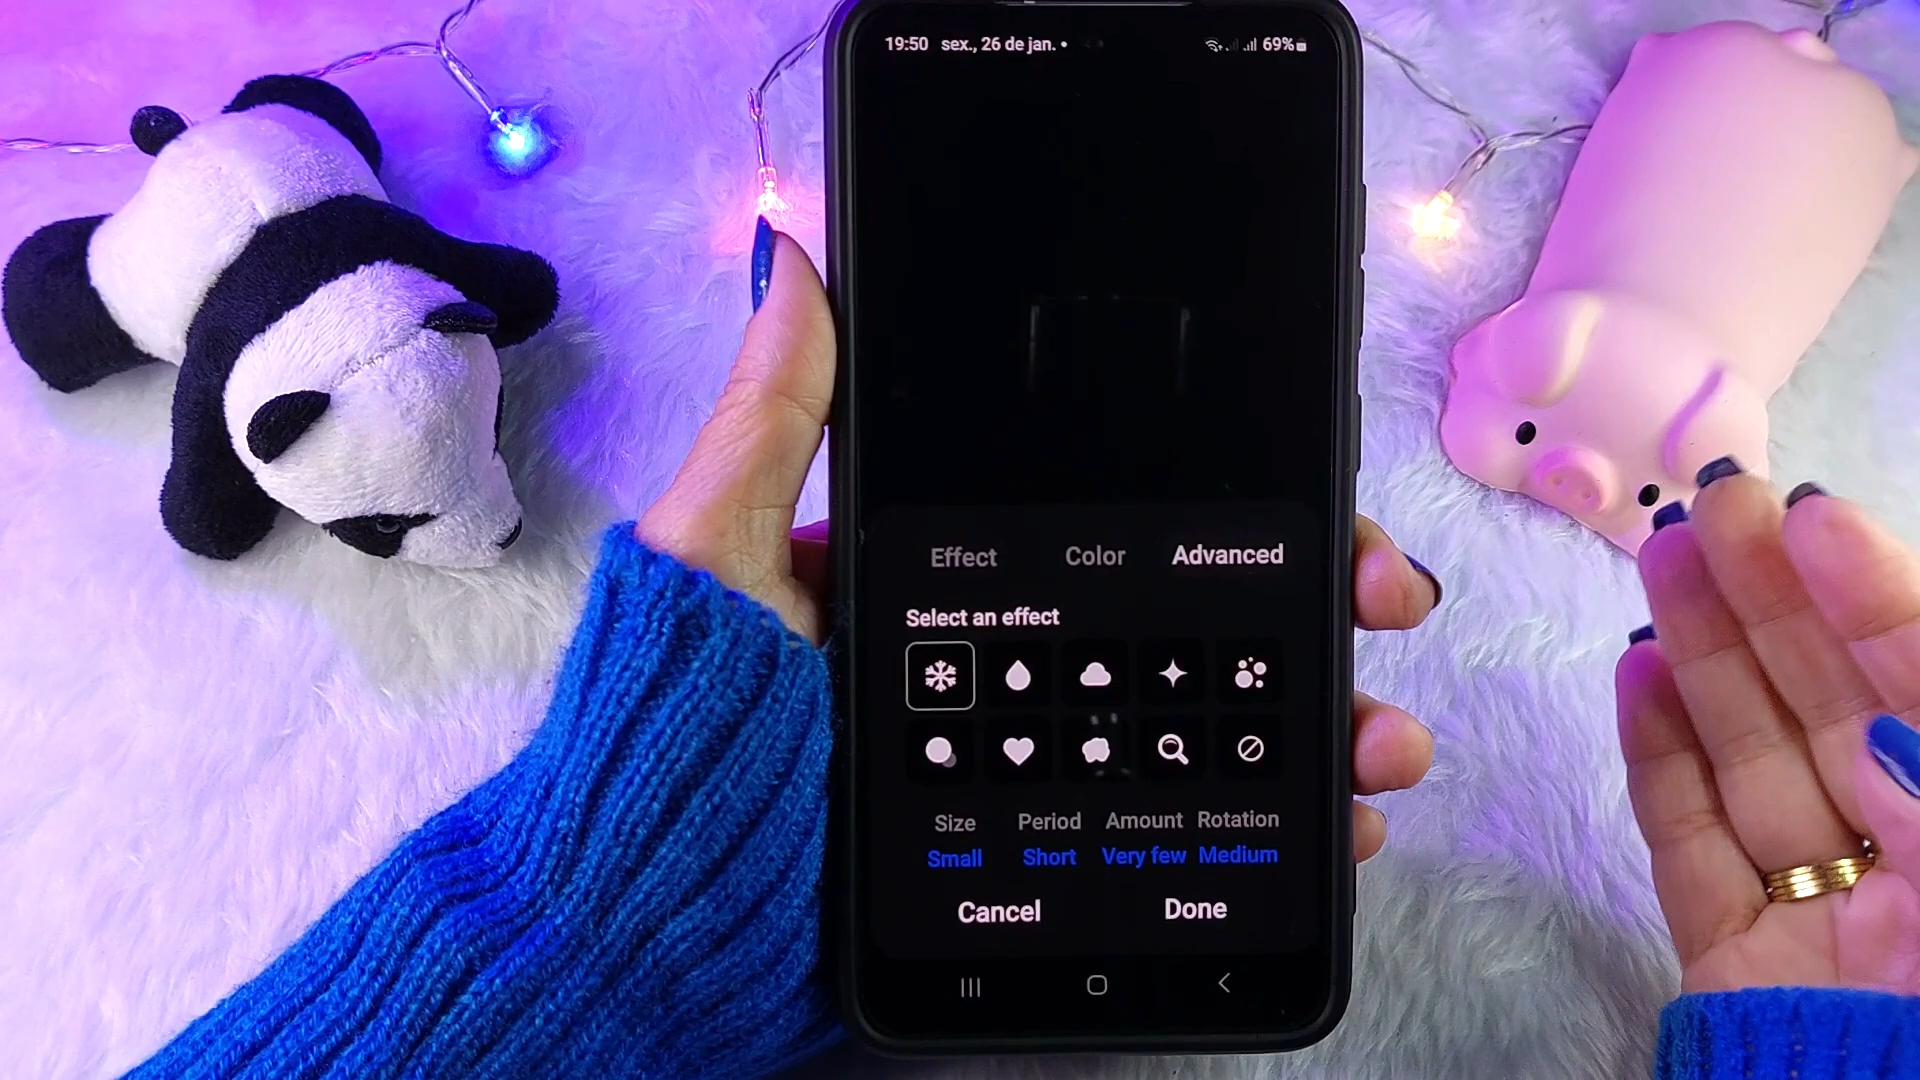 19:50 sex., 26 de jan. • 69%
Effect Color Advanced
Select an effect
Size Period Amount Rotation
Small Short Very few Medium
Cancel Done